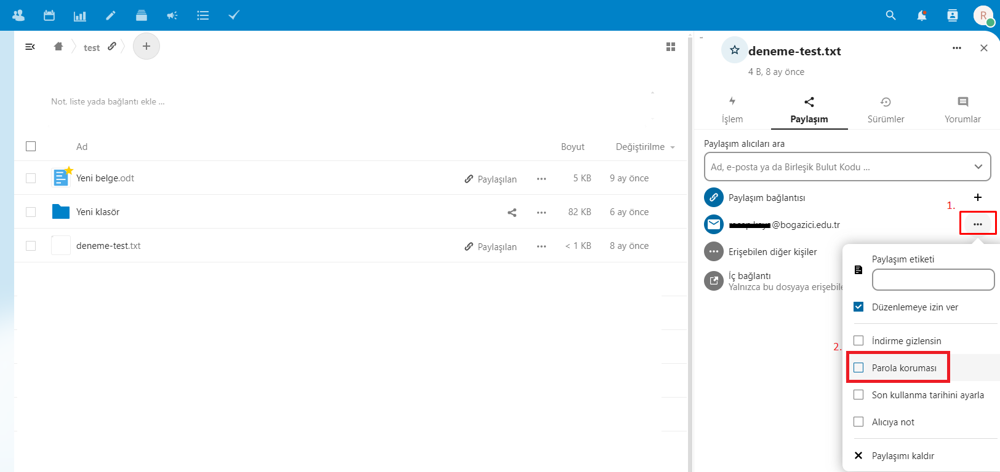 R
test
deneme-test.txt
4 B, 8 ay önce
Not, liste yada bağlantı ekle ...
İşlem
Paylaşım
Sürümler
Yorumlar
Paylaşım alıcıları ara
Ad, e-posta ya da Birleşik Bulut Kodu ...
Ad
Boyut
Değiştirilme
Yeni belge.odt
Paylaşılan
5 KB
9 ay önce
Yeni klasör
82 KB
6 ay önce
deneme-test.txt
Paylaşılan
< 1 KB
8 ay önce
Paylaşım bağlantısı
1.
@bogazici.edu.tr
Erişebilen diğer kişiler
İç bağlantı
Yalnızca bu dosyaya erişebile
Paylaşım etiketi
Düzenlemeye izin ver
İndirme gizlensin
2.
Parola koruması
Son kullanma tarihini ayarla
Alıcıya not
Paylaşımı kaldır